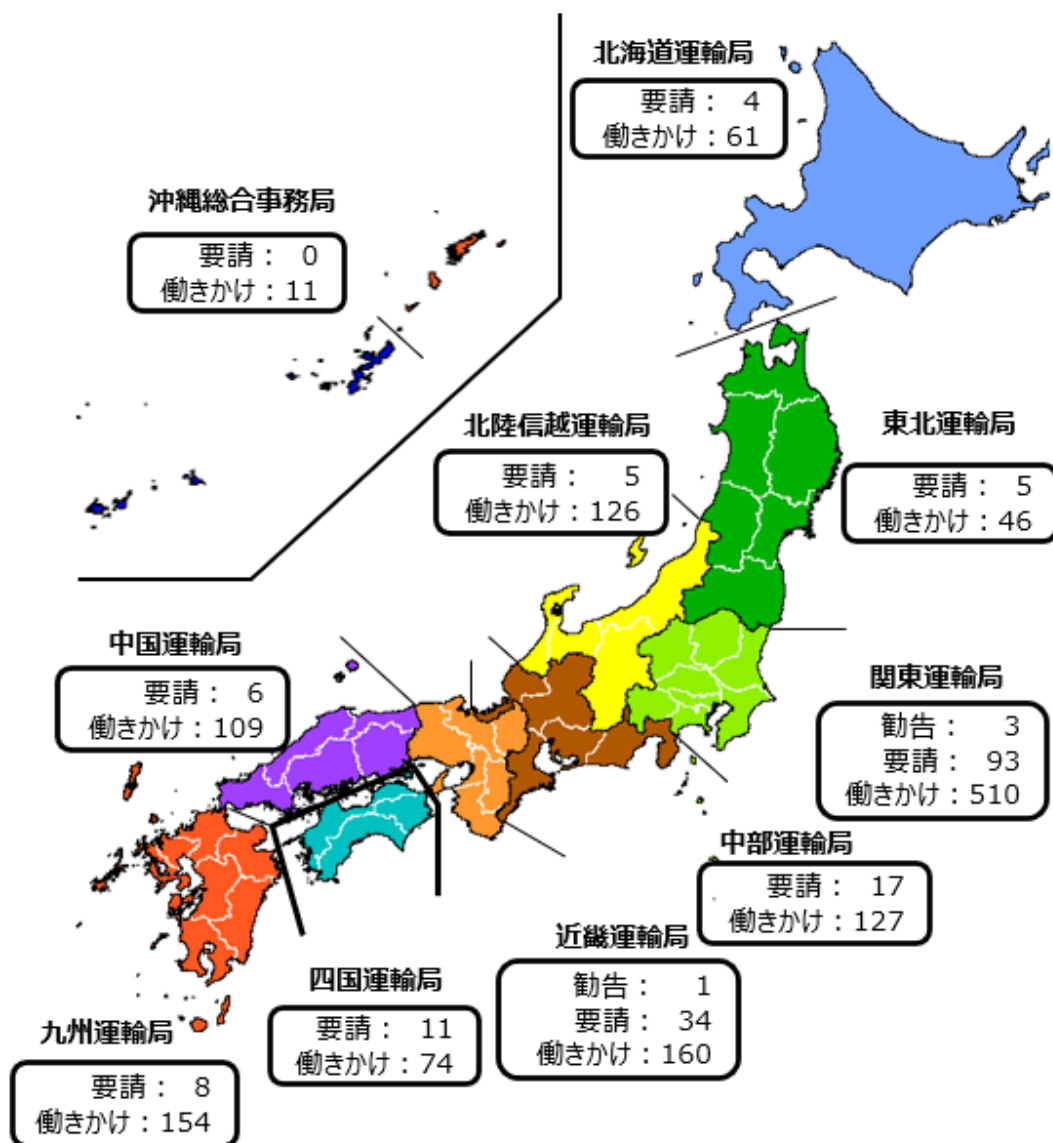 北海道運輸局
要請： 4
働きかけ：61
沖縄総合事務局
要請： 0
働きかけ：11
北陸信越運輸局
要請： 5
働きかけ：126
東北運輸局
要請： 5
働きかけ：46
中国運輸局
要請： 6
働きかけ：109
関東運輸局
勧告： 3
要請： 93
働きかけ：510
中部運輸局
要請： 17
働きかけ：127
近畿運輸局
勧告： 1
要請： 34
働きかけ：160
四国運輸局
要請： 11
働きかけ：74
九州運輸局
要請： 8
働きかけ：154